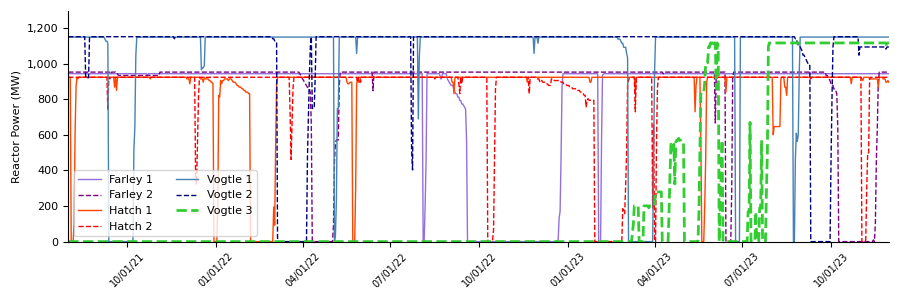 1,200
1,000
800
600
400
200
0
Reactor Power (MW)
Farley 1
Farley 2
Hatch 1
Hatch 2
Vogtle 1
Vogtle 2
Vogtle 3
10/01/21
01/01/22
04/01/22
07/01/22
10/01/22
01/01/23
04/01/23
07/01/23
10/01/23